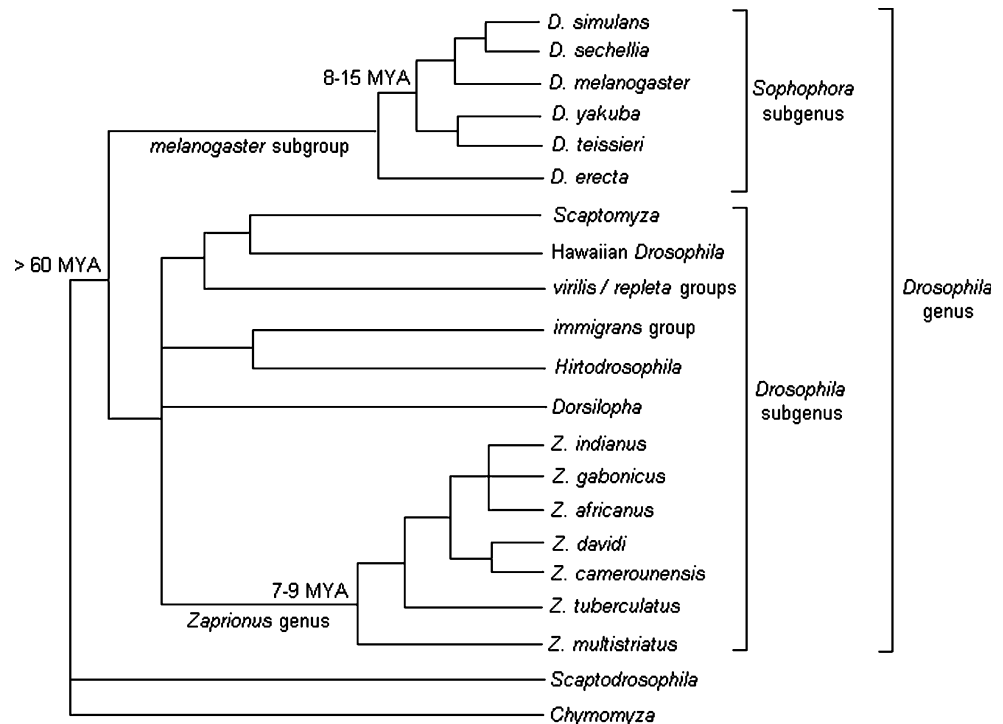 D. simulans
D. sechellia
8-15 MYA
D. melanogaster
Sophophora
subgenus
D. yakuba
melanogaster subgroup
D. teissieri
D. erecta
Scaptomyza
> 60 MYA
Hawaiian Drosophila
virilis / repleta groups
Drosophila
genus
immigrans group
Hirtodrosophila
Drosophila
subgenus
Dorsilopha
Z. indianus
Z. gabonicus
Z. africanus
Z. davidi
Z. camerounensis
7-9 MYA
Zaprionus genus
Z. tuberculatus
Z. multistriatus
Scaptodrosophila
Chymomyza